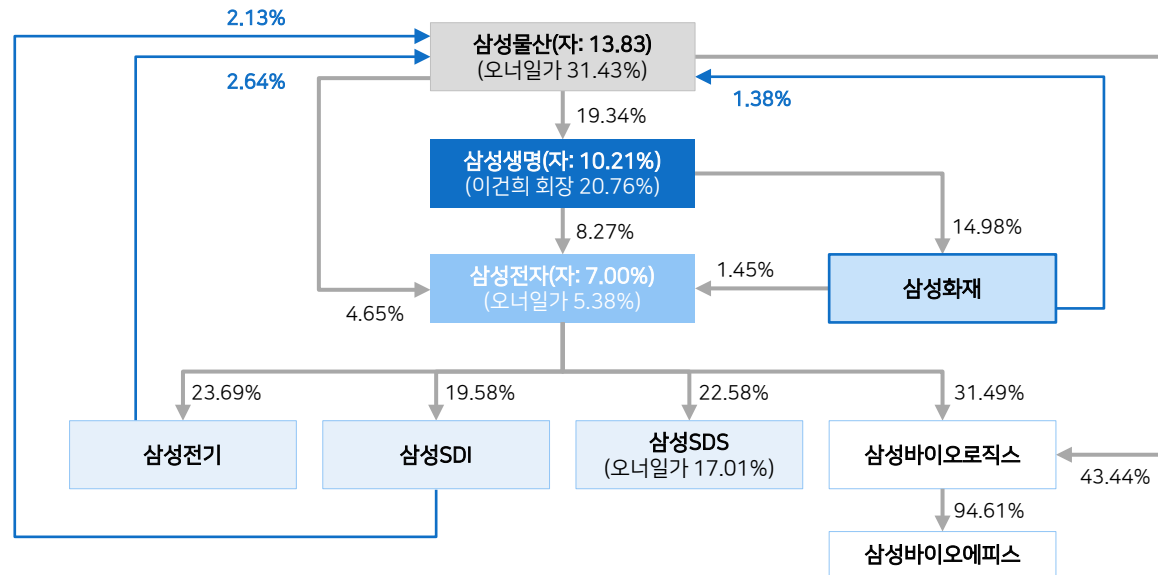 2.13%
삼성물산(자: 13.83)
(오너일가 31.43%)
2.64%
1.38%
19.34%
삼성생명(자: 10.21%)
(이건희 회장 20.76%)
8.27%
14.98%
삼성전자(자: 7.00%)
(오너일가 5.38%)
1.45%
삼성화재
4.65%
23.69%
19.58%
22.58%
31.49%
삼성전기
삼성SDI
삼성SDS
(오너일가 17.01%)
삼성바이오로직스
43.44%
94.61%
삼성바이오에피스